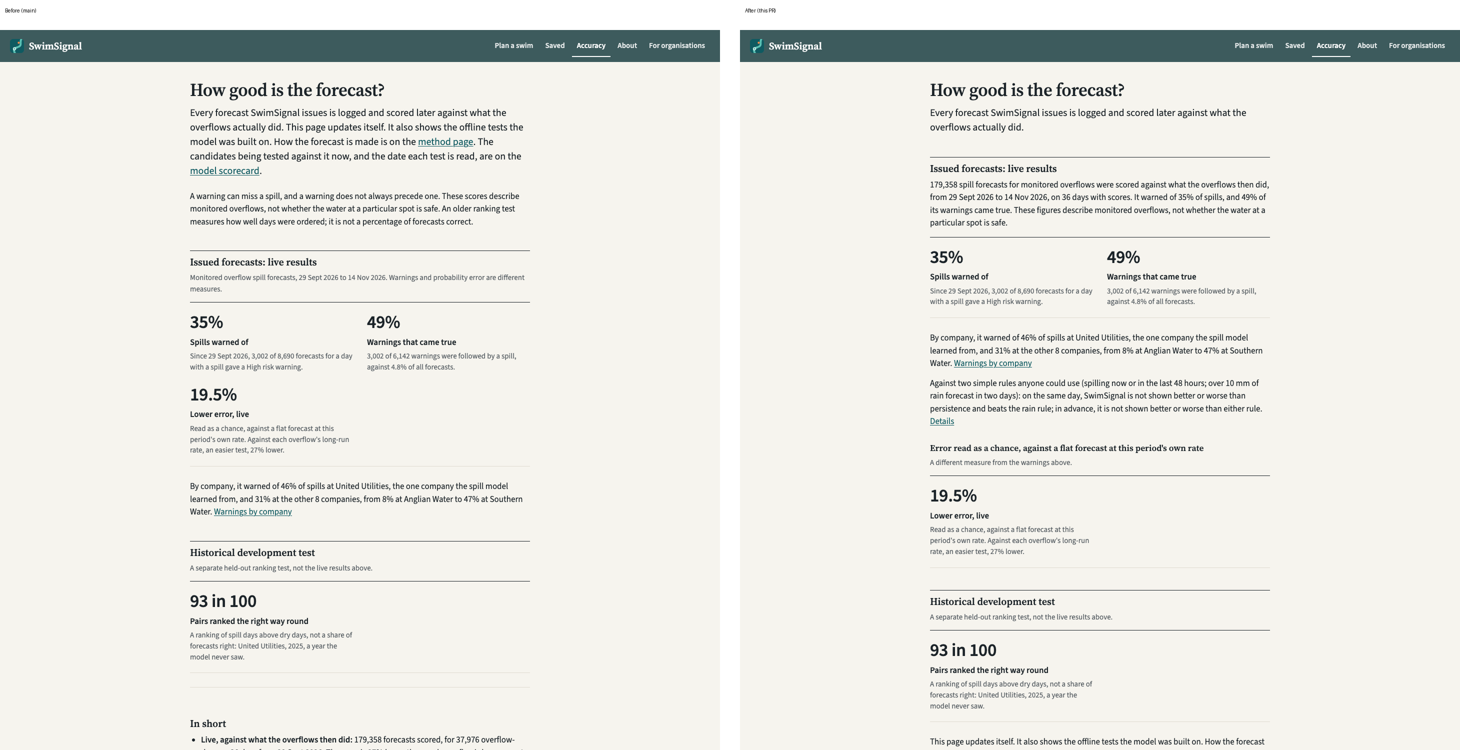 Before (main)
SwimSignal
Plan a swim Saved Accuracy About For organisations
How good is the forecast?
Every forecast SwimSignal issues is logged and scored later against what the
overflows actually did. This page updates itself. It also shows the offline tests the
model was built on. How the forecast is made is on the method page. The
candidates being tested against it now, and the date each test is read, are on the
model scorecard.
A warning can miss a spill, and a warning does not always precede one. These scores describe
monitored overflows, not whether the water at a particular spot is safe. An older ranking test
measures how well days were ordered; it is not a percentage of forecasts correct.
Issued forecasts: live results
Monitored overflow spill forecasts, 29 Sept 2026 to 14 Nov 2026. Warnings and probability error are different
measures.
35%
Spills warned of
Since 29 Sept 2026, 3,002 of 8,690 forecasts for a day
with a spill gave a High risk warning.
49%
Warnings that came true
3,002 of 6,142 warnings were followed by a spill,
against 4.8% of all forecasts.
19.5%
Lower error, live
Read as a chance, against a flat forecast at this
period's own rate. Against each overflow's long-run
rate, an easier test, 27% lower.
By company, it warned of 46% of spills at United Utilities, the one company the spill model
learned from, and 31% at the other 8 companies, from 8% at Anglian Water to 47% at Southern
Water. Warnings by company
Historical development test
A separate held-out ranking test, not the live results above.
93 in 100
Pairs ranked the right way round
A ranking of spill days above dry days, not a share of
forecasts right: United Utilities, 2025, a year the
model never saw.
In short
• Live, against what the overflows then did: 179,358 forecasts scored, for 37,976 overflow-
After (this PR)
SwimSignal
Plan a swim Saved Accuracy About For organisations
How good is the forecast?
Every forecast SwimSignal issues is logged and scored later against what the
overflows actually did.
Issued forecasts: live results
179,358 spill forecasts for monitored overflows were scored against what the overflows then did,
from 29 Sept 2026 to 14 Nov 2026, on 36 days with scores. It warned of 35% of spills, and 49% of
its warnings came true. These figures describe monitored overflows, not whether the water at a
particular spot is safe.
35%
Spills warned of
Since 29 Sept 2026, 3,002 of 8,690 forecasts for a day
with a spill gave a High risk warning.
49%
Warnings that came true
3,002 of 6,142 warnings were followed by a spill,
against 4.8% of all forecasts.
By company, it warned of 46% of spills at United Utilities, the one company the spill model
learned from, and 31% at the other 8 companies, from 8% at Anglian Water to 47% at Southern
Water. Warnings by company
Against two simple rules anyone could use (spilling now or in the last 48 hours; over 10 mm of
rain forecast in two days): on the same day, SwimSignal is not shown better or worse than
persistence and beats the rain rule; in advance, it is not shown better or worse than either rule.
Details
Error read as a chance, against a flat forecast at this period's own rate
A different measure from the warnings above.
19.5%
Lower error, live
Read as a chance, against a flat forecast at this
period's own rate. Against each overflow's long-run
rate, an easier test, 27% lower.
Historical development test
A separate held-out ranking test, not the live results above.
93 in 100
Pairs ranked the right way round
A ranking of spill days above dry days, not a share of
forecasts right: United Utilities, 2025, a year the
model never saw.
This page updates itself. It also shows the offline tests the model was built on. How the forecast